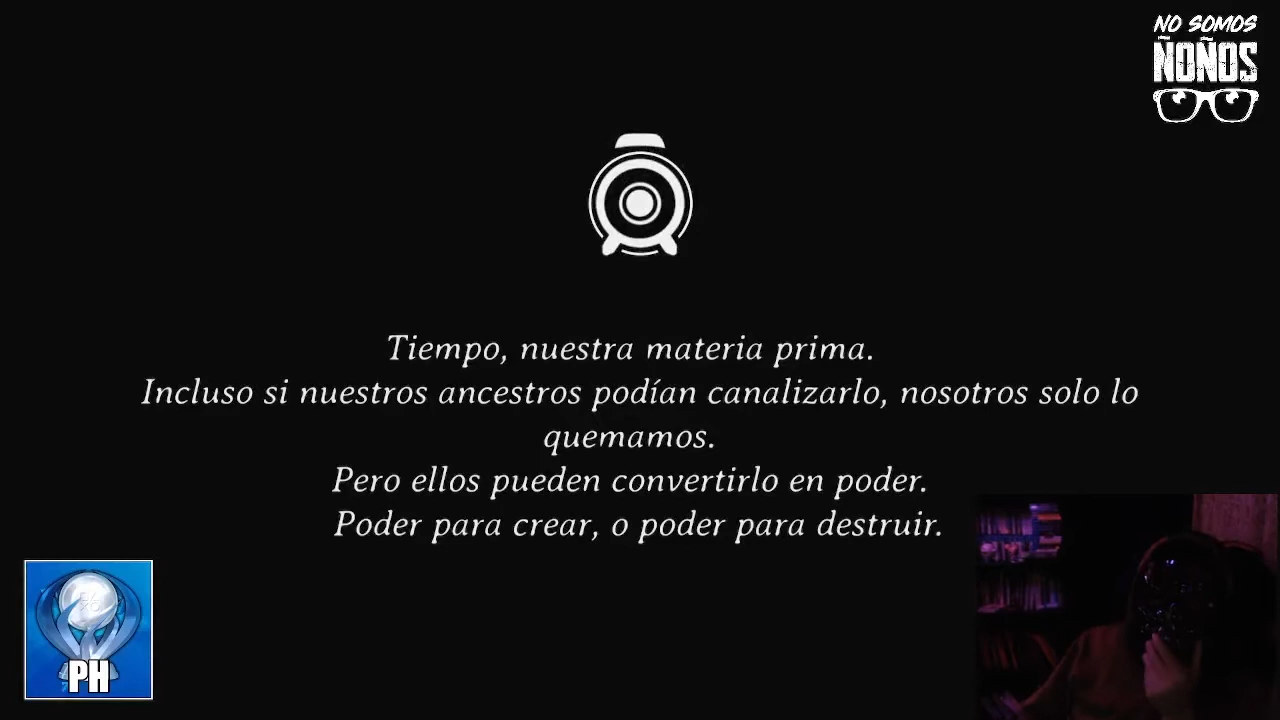 NO SOMOS
ÑOÑOS
Tiempo, nuestra materia prima.
Incluso si nuestros ancestros podían canalizarlo, nosotros solo lo
quemamos.
Pero ellos pueden convertirlo en poder.
Poder para crear, o poder para destruir.
PH